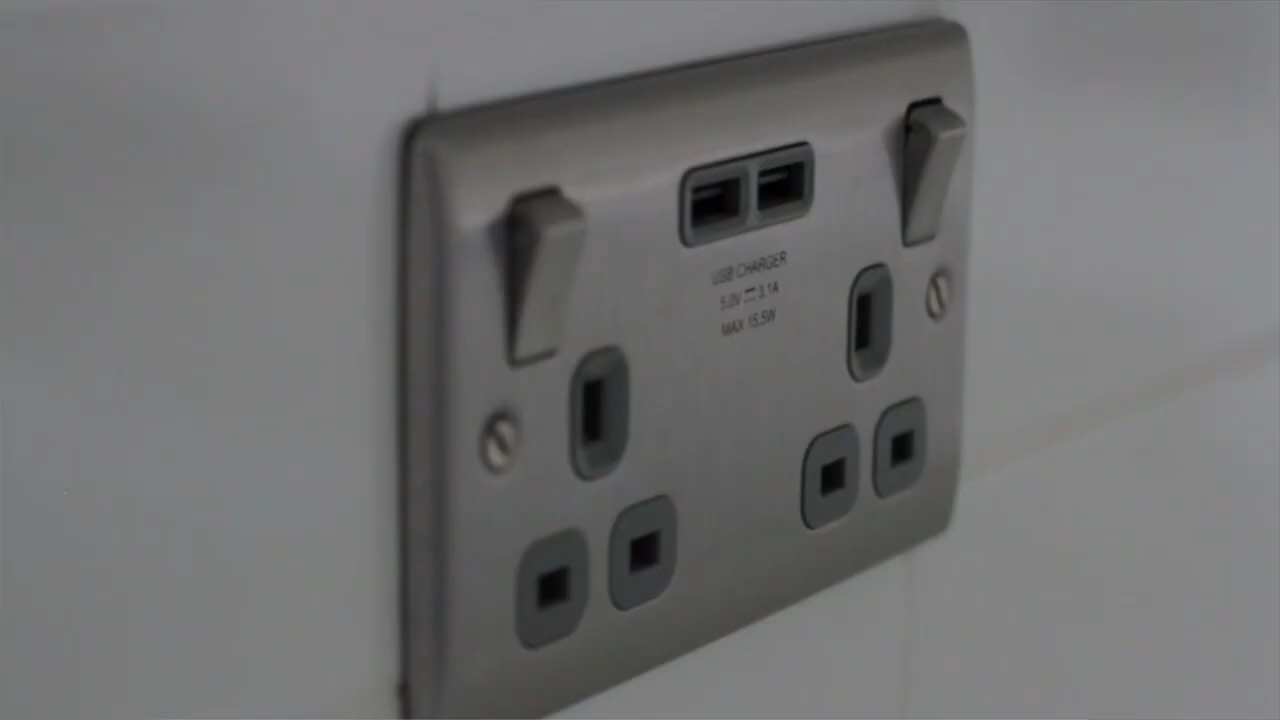 USB CHARGER
5.0V ⎓ 3.1A
MAX 15.5W